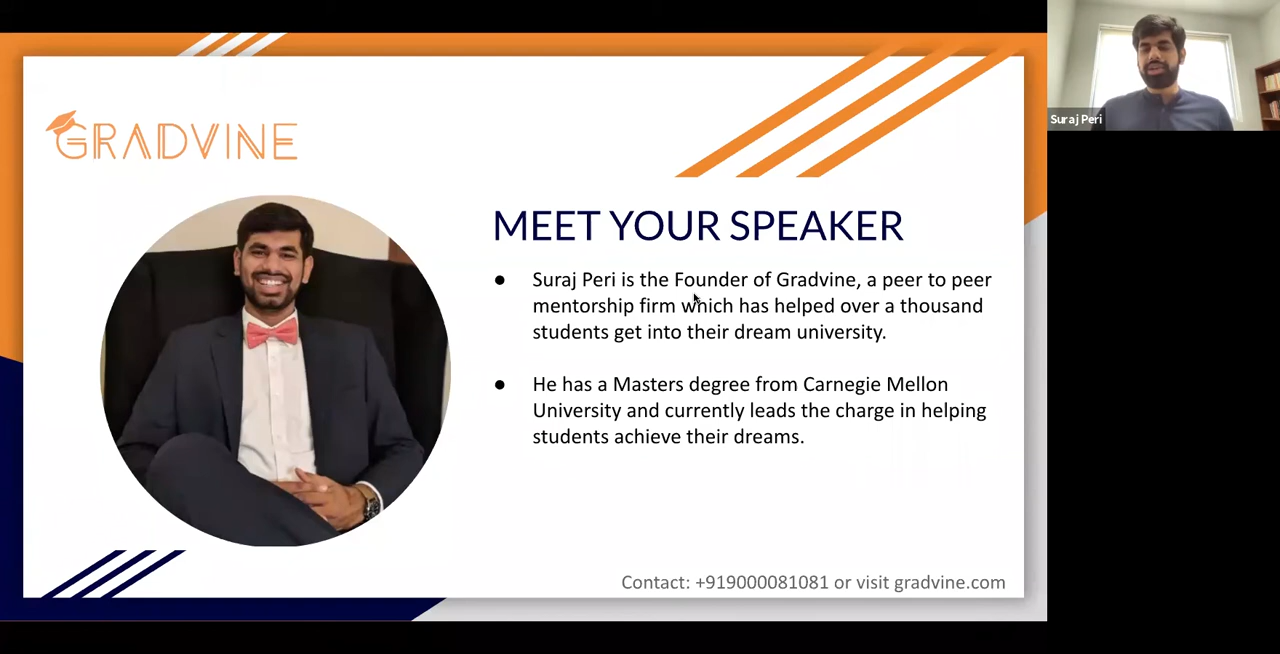 GRADVINE
MEET YOUR SPEAKER
● Suraj Peri is the Founder of Gradvine, a peer to peer
mentorship firm which has helped over a thousand
students get into their dream university.
● He has a Masters degree from Carnegie Mellon
University and currently leads the charge in helping
students achieve their dreams.
Contact: +919000081081 or visit gradvine.com
Suraj Peri